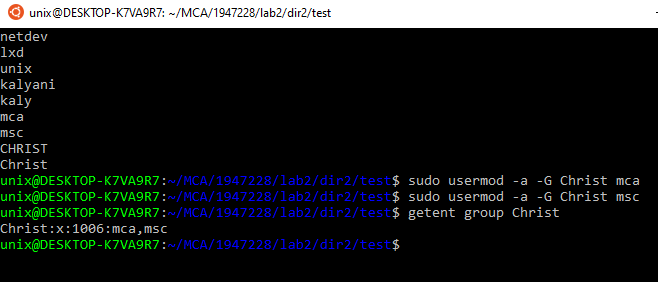 unix@DESKTOP-K7VA9R7: ~/MCA/1947228/lab2/dir2/test
netdev
lxd
unix
kalyani
kaly
mca
msc
CHRIST
Christ
unix@DESKTOP-K7VA9R7:~/MCA/1947228/lab2/dir2/test$ sudo usermod -a -G Christ mca
unix@DESKTOP-K7VA9R7:~/MCA/1947228/lab2/dir2/test$ sudo usermod -a -G Christ msc
unix@DESKTOP-K7VA9R7:~/MCA/1947228/lab2/dir2/test$ getent group Christ
Christ:x:1006:mca,msc
unix@DESKTOP-K7VA9R7:~/MCA/1947228/lab2/dir2/test$